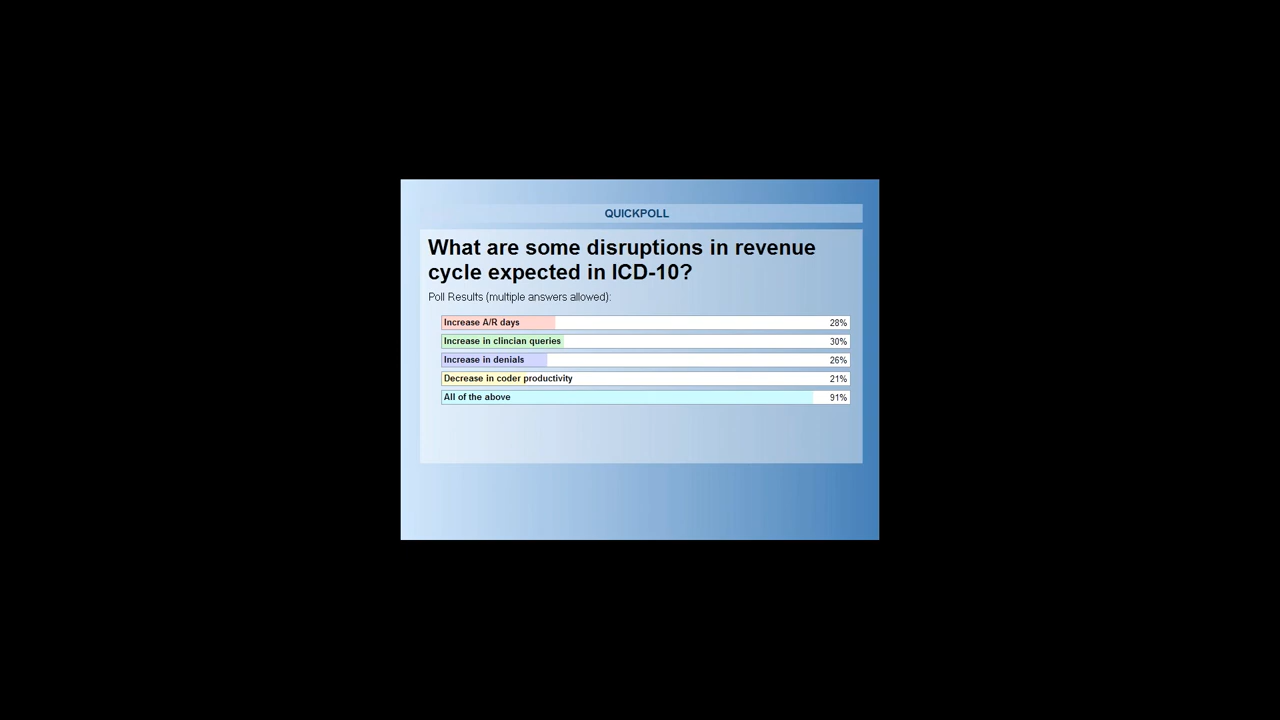 QUICKPOLL
What are some disruptions in revenue
cycle expected in ICD-10?
Poll Results (multiple answers allowed):
Increase A/R days 28%
Increase in clincian queries 30%
Increase in denials 26%
Decrease in coder productivity 21%
All of the above 91%